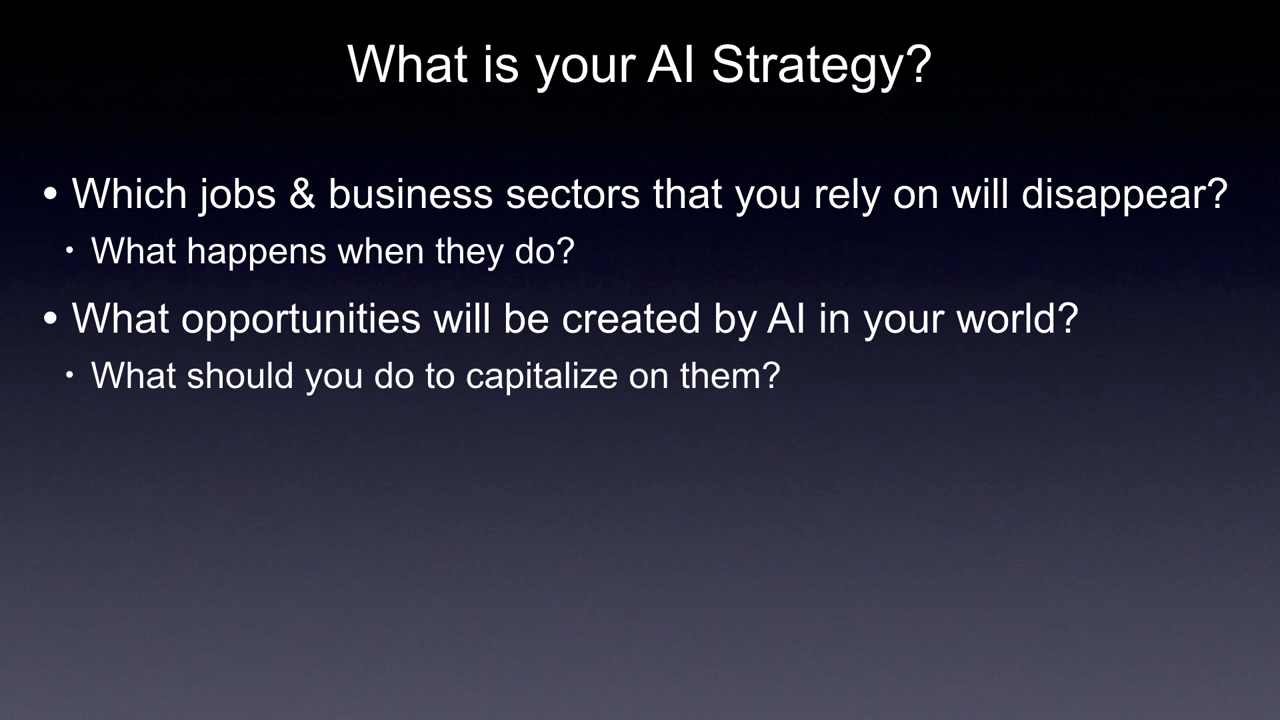 What is your AI Strategy?
• Which jobs & business sectors that you rely on will disappear?
• What happens when they do?
• What opportunities will be created by AI in your world?
• What should you do to capitalize on them?